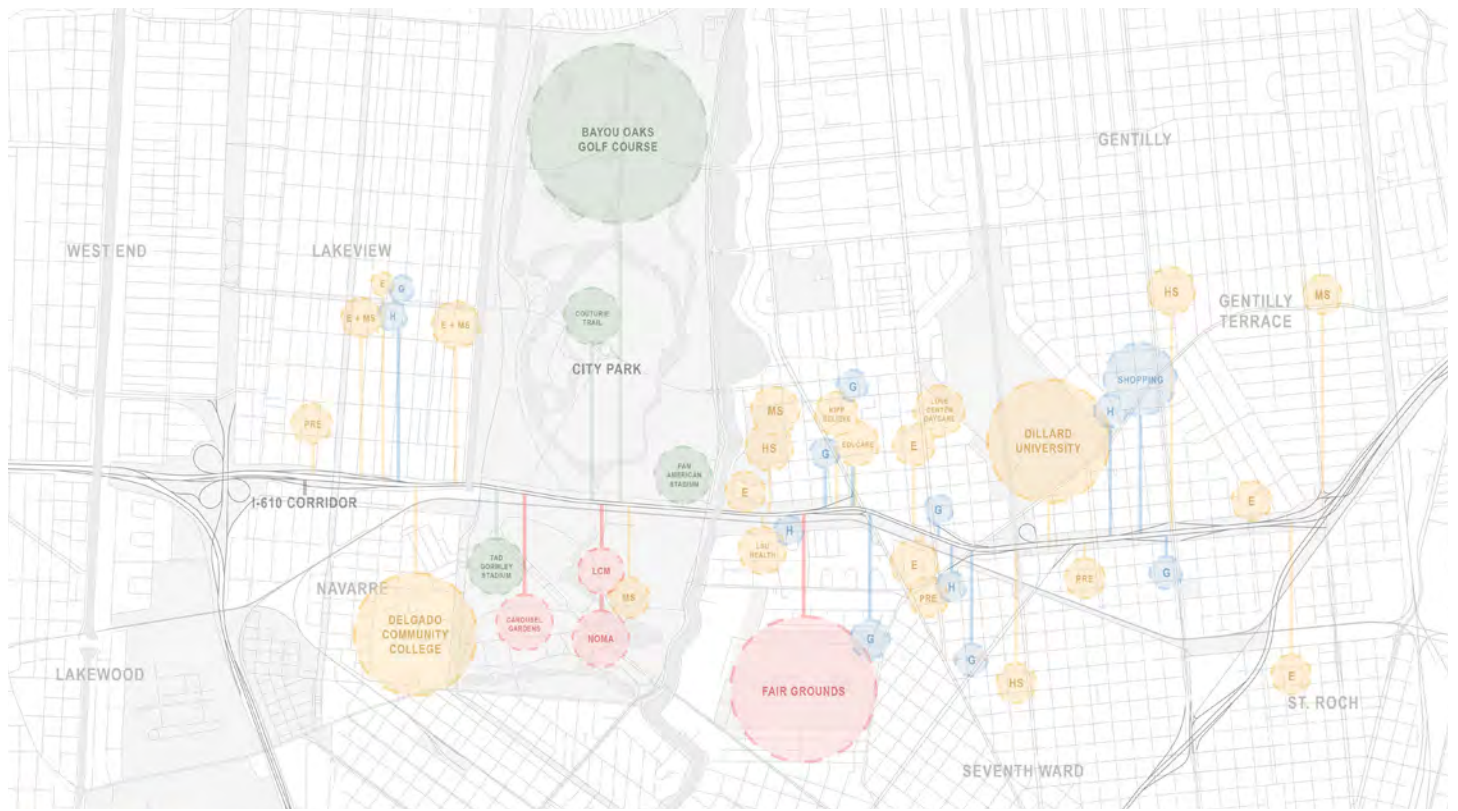 BAYOU OAKS
GOLF COURSE
GENTILLY
WEST END
LAKEVIEW
E
G
E + MS
H
E + MS
COUTURIE
TRAIL
CITY PARK
HS
MS
GENTILLY
TERRACE
SHOPPING
H
PRE
MS
HS
G
KIPP
G
EDUCARE
DAYCARE
E
DILLARD
UNIVERSITY
PAN
AMERICAN
STADIUM
E
E
I-610 CORRIDOR
G
H
LSU
HEALTH
TAD
GORMLEY
STADIUM
LCM
MS
E
PRE
H
PRE
G
NAVARRE
DELGADO
COMMUNITY
COLLEGE
CAROUSEL
GARDENS
NOMA
G
G
HS
E
LAKEWOOD
FAIR GROUNDS
ST. ROCH
SEVENTH WARD